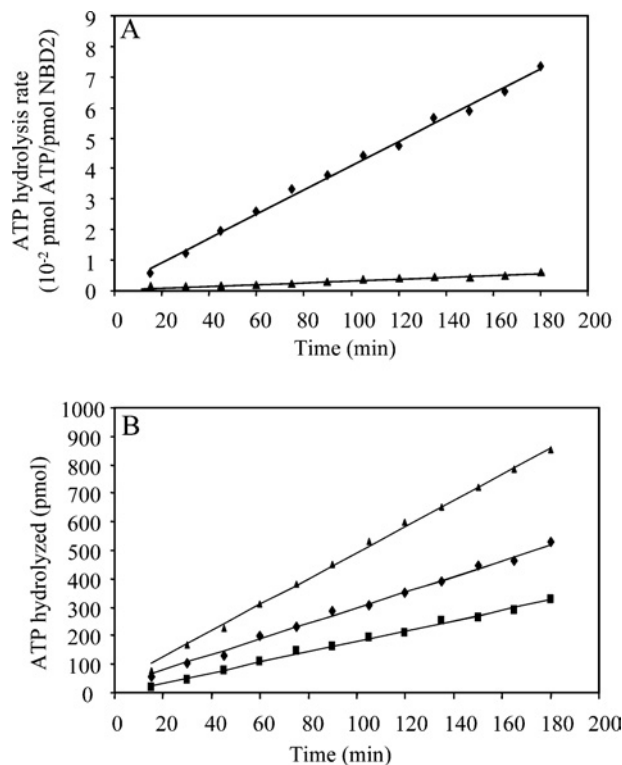 A
ATP hydrolysis rate
(10⁻² pmol ATP/pmol NBD2)
9
8
7
6
5
4
3
2
1
0
0 20 40 60 80 100 120 140 160 180 200
Time (min)
B
ATP hydrolyzed (pmol)
1000
900
800
700
600
500
400
300
200
100
0
0 20 40 60 80 100 120 140 160 180 200
Time (min)